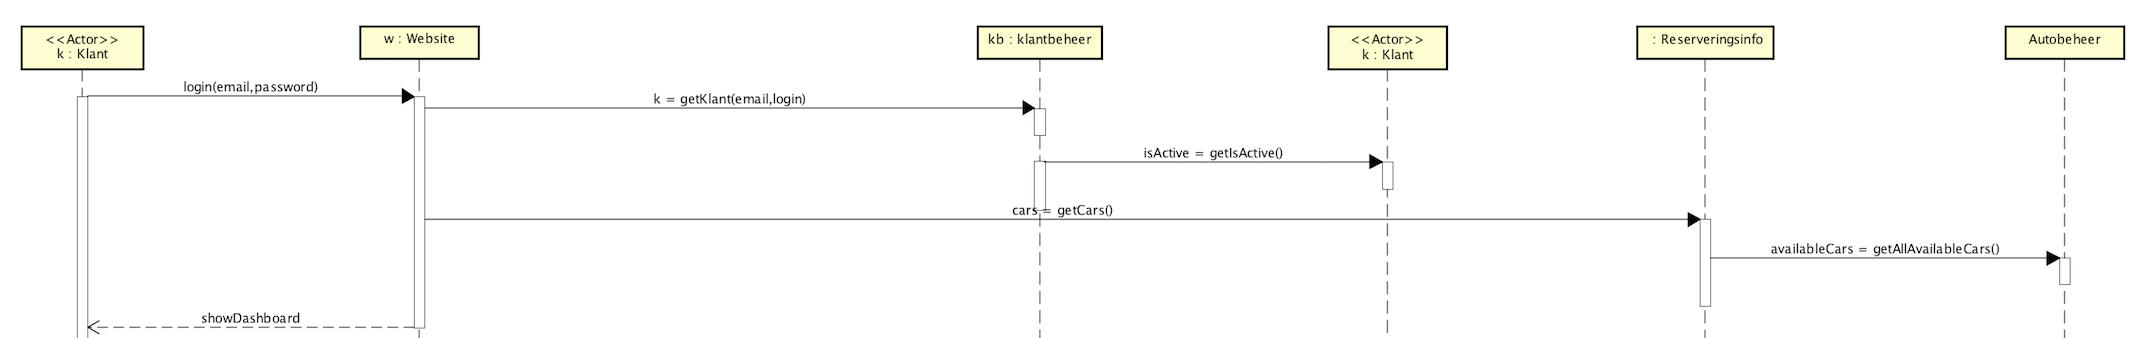 <<Actor>>
k : Klant
w : Website
kb : klantbeheer
<<Actor>>
k : Klant
: Reserveringsinfo
Autobeheer
login(email,password)
k = getKlant(email,login)
isActive = getIsActive()
cars = getCars()
availableCars = getAllAvailableCars()
showDashboard